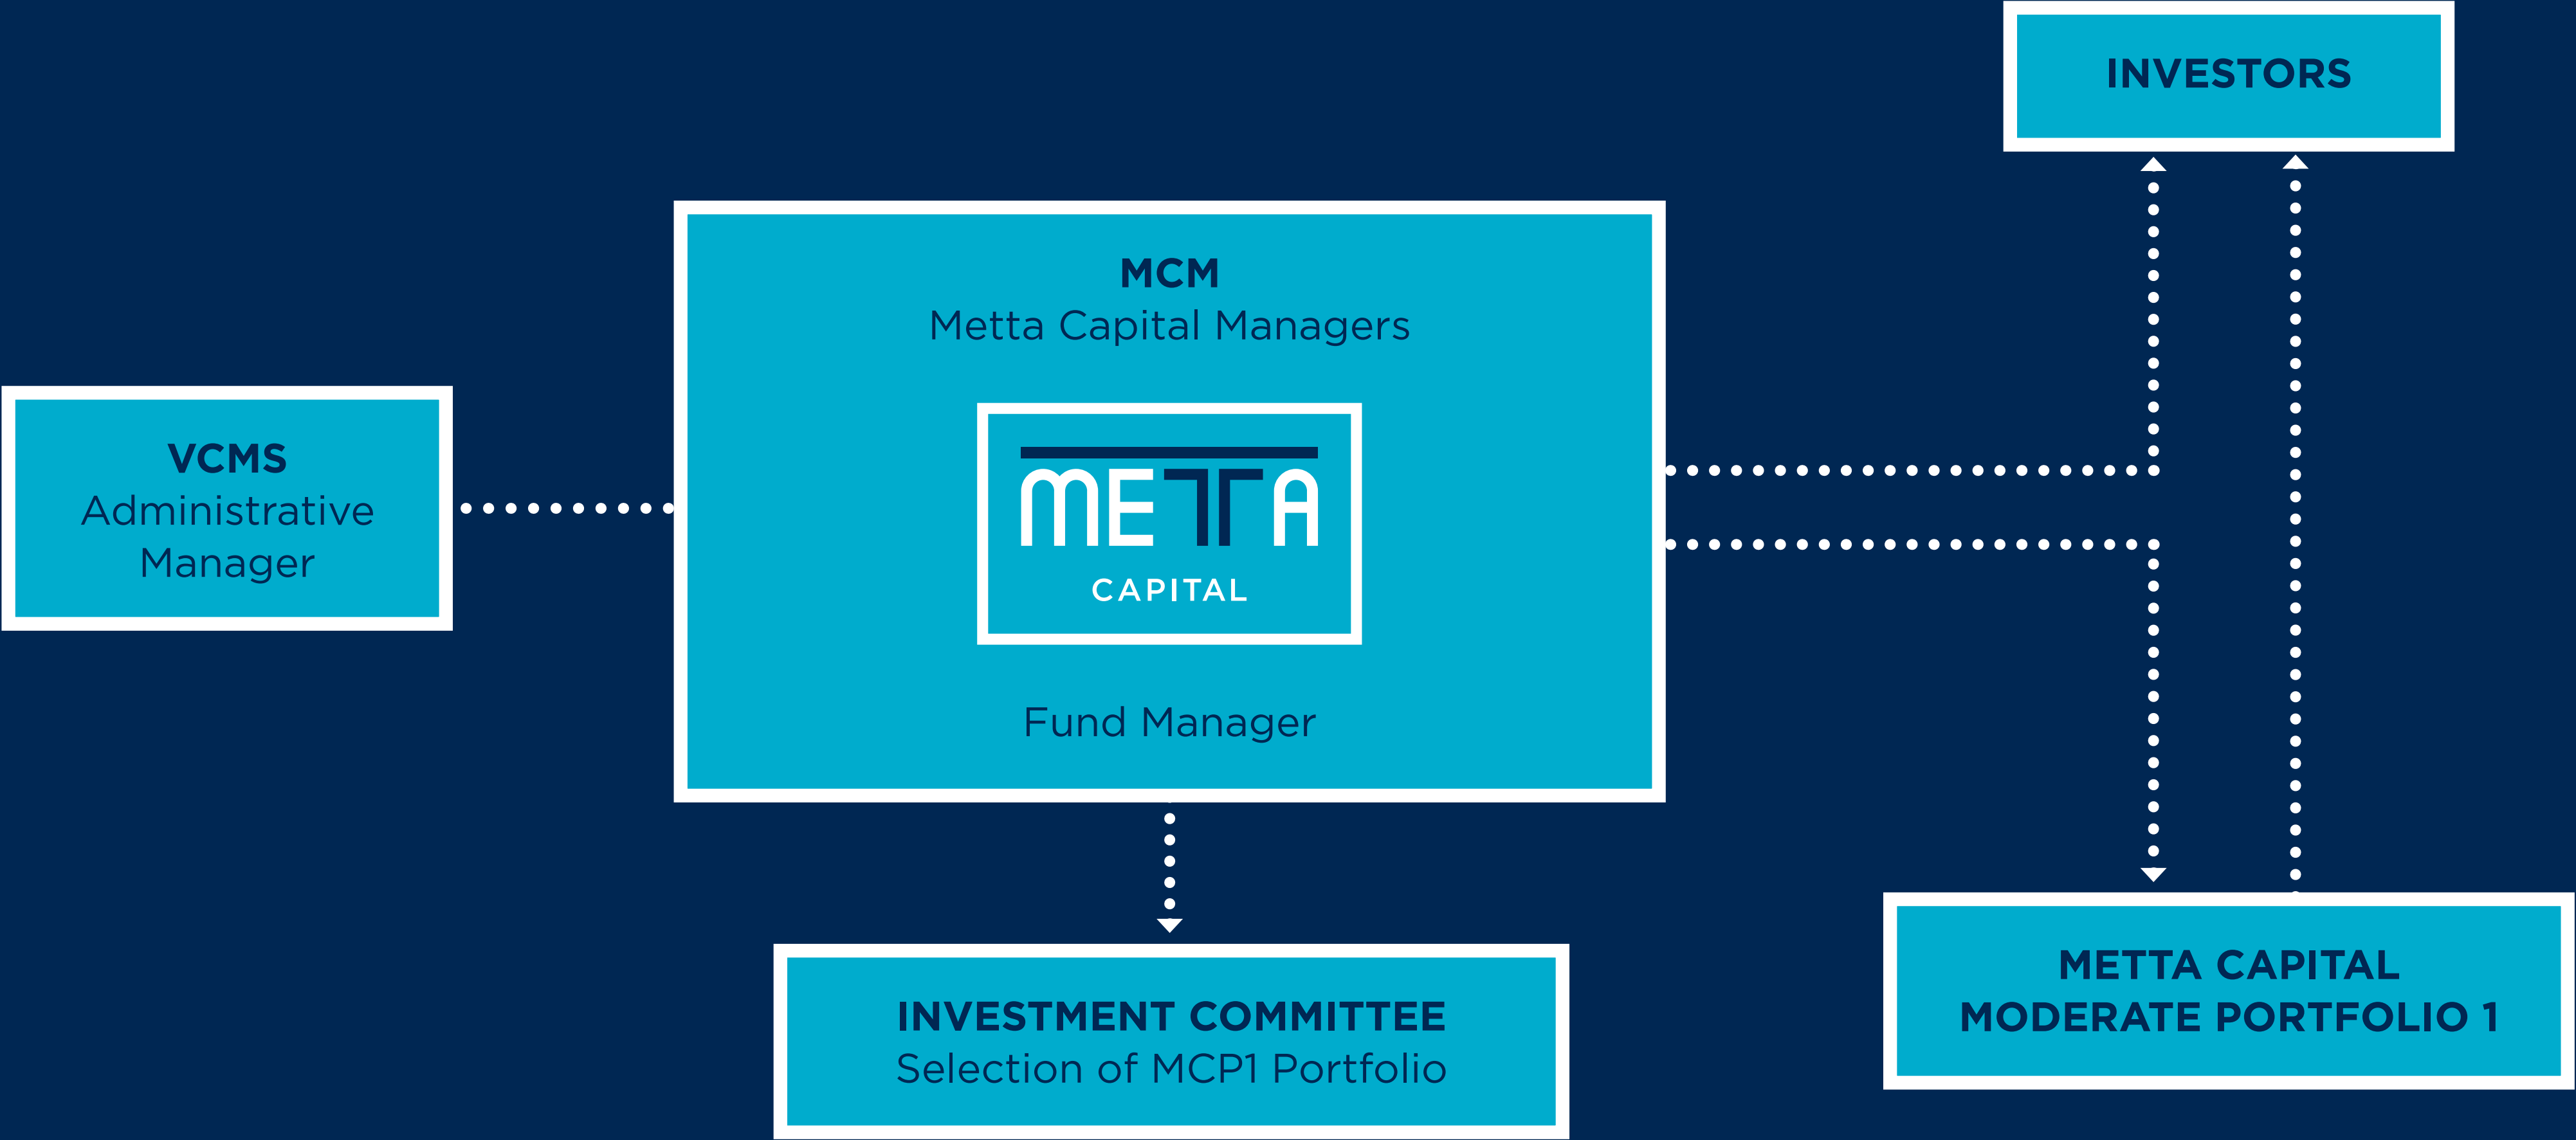 INVESTORS
MCM
Metta Capital Managers
METTA
CAPITAL
Fund Manager
VCMS
Administrative
Manager
INVESTMENT COMMITTEE
Selection of MCP1 Portfolio
METTA CAPITAL
MODERATE PORTFOLIO 1